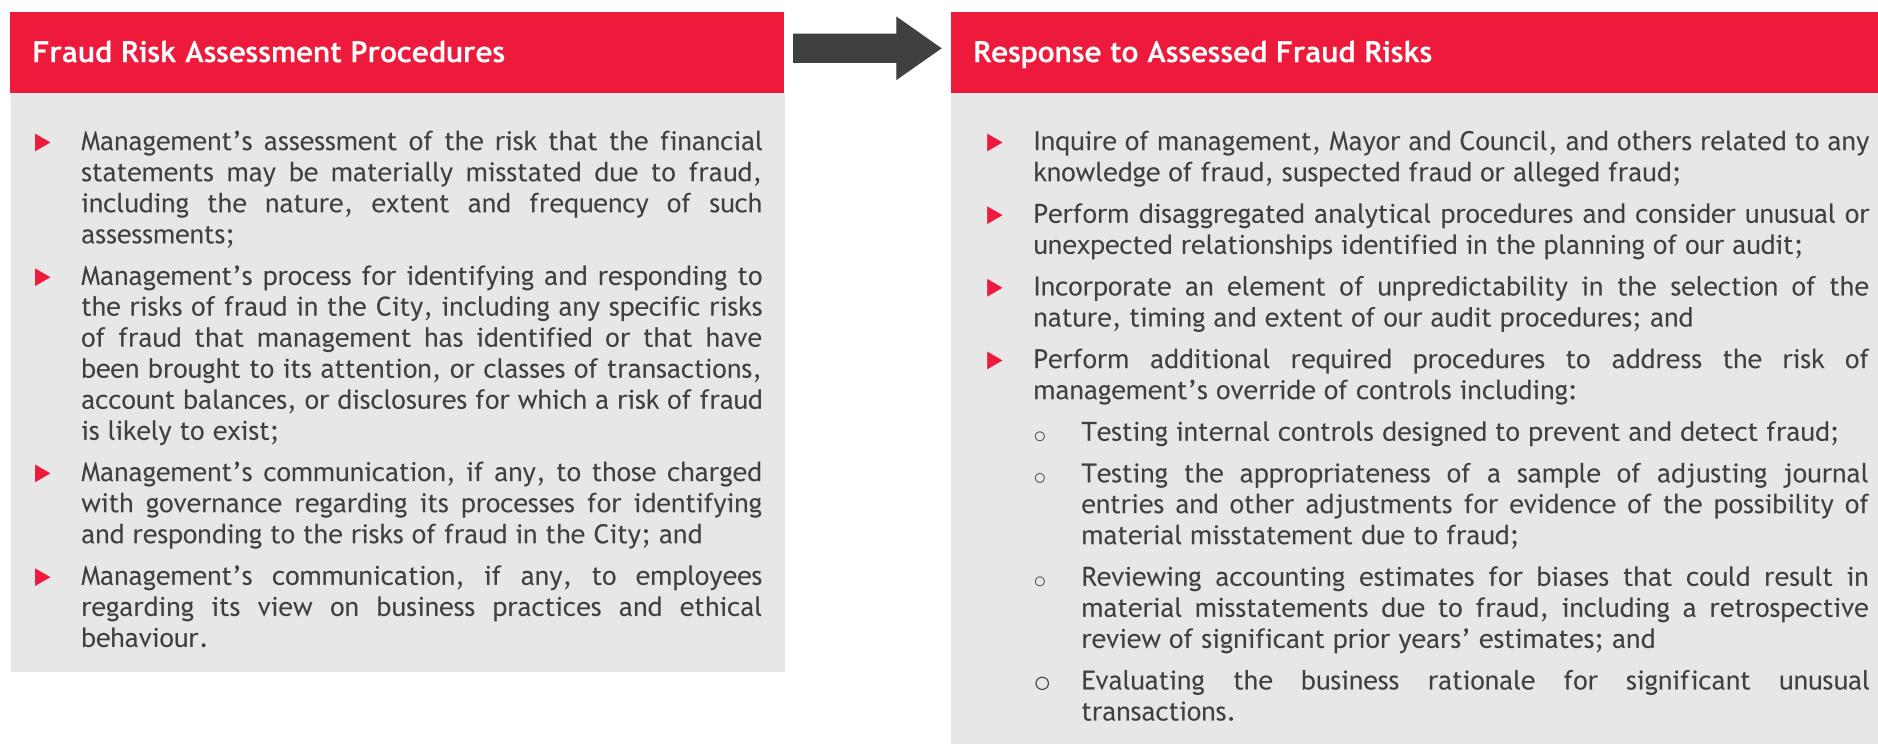 Fraud Risk Assessment Procedures
Management’s assessment of the risk that the financial
statements may be materially misstated due to fraud,
including the nature, extent and frequency of such
assessments;
Management’s process for identifying and responding to
the risks of fraud in the City, including any specific risks
of fraud that management has identified or that have
been brought to its attention, or classes of transactions,
account balances, or disclosures for which a risk of fraud
is likely to exist;
Management’s communication, if any, to those charged
with governance regarding its processes for identifying
and responding to the risks of fraud in the City; and
Management’s communication, if any, to employees
regarding its view on business practices and ethical
behaviour.
Response to Assessed Fraud Risks
Inquire of management, Mayor and Council, and others related to any
knowledge of fraud, suspected fraud or alleged fraud;
Perform disaggregated analytical procedures and consider unusual or
unexpected relationships identified in the planning of our audit;
Incorporate an element of unpredictability in the selection of the
nature, timing and extent of our audit procedures; and
Perform additional required procedures to address the risk of
management’s override of controls including:
Testing internal controls designed to prevent and detect fraud;
Testing the appropriateness of a sample of adjusting journal
entries and other adjustments for evidence of the possibility of
material misstatement due to fraud;
Reviewing accounting estimates for biases that could result in
material misstatements due to fraud, including a retrospective
review of significant prior years’ estimates; and
Evaluating the business rationale for significant unusual
transactions.